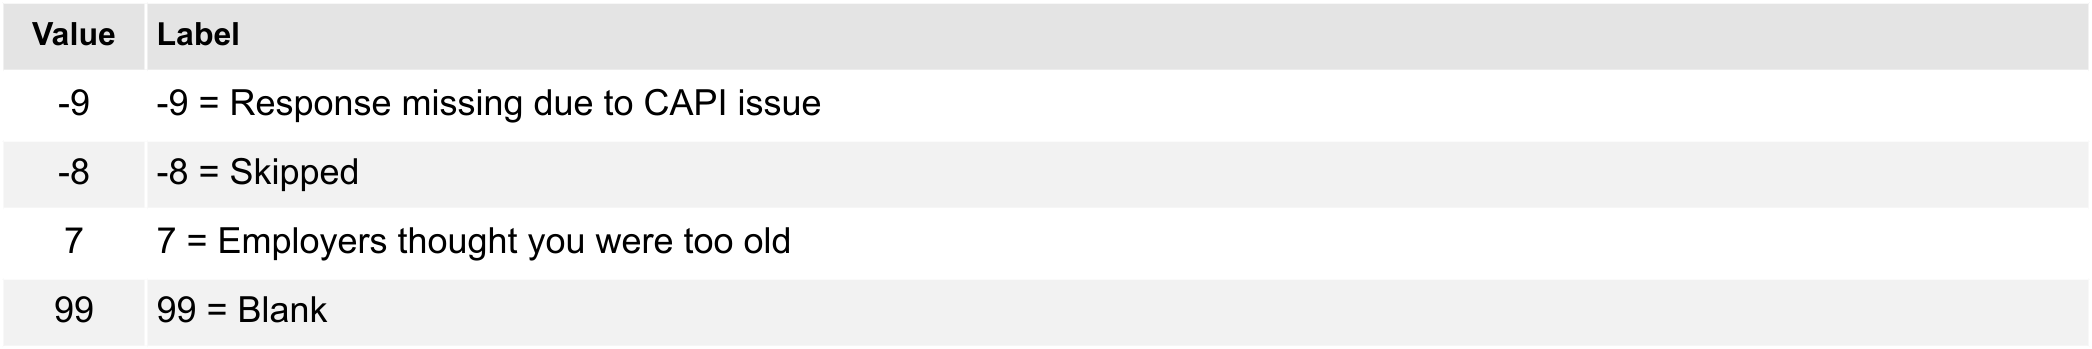 Value Label
-9 -9 = Response missing due to CAPI issue
-8 -8 = Skipped
7 7 = Employers thought you were too old
99 99 = Blank